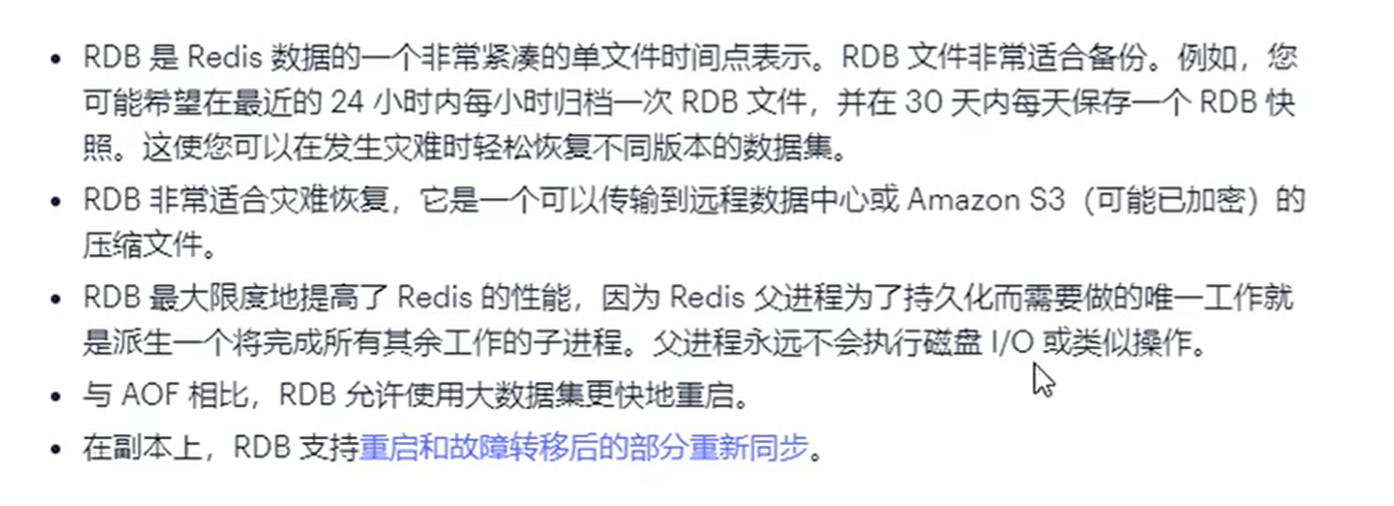 • RDB 是 Redis 数据的一个非常紧凑的单文件时间点表示。RDB 文件非常适合备份。例如，您
可能希望在最近的 24 小时内每小时归档一次 RDB 文件，并在 30 天内每天保存一个 RDB 快
照。这使您可以在发生灾难时轻松恢复不同版本的数据集。
• RDB 非常适合灾难恢复，它是一个可以传输到远程数据中心或 Amazon S3（可能已加密）的
压缩文件。
• RDB 最大限度地提高了 Redis 的性能，因为 Redis 父进程为了持久化而需要做的唯一工作就
是派生一个将完成所有其余工作的子进程。父进程永远不会执行磁盘 I/O 或类似操作。
• 与 AOF 相比，RDB 允许使用大数据集更快地重启。
• 在副本上，RDB 支持重启和故障转移后的部分重新同步。